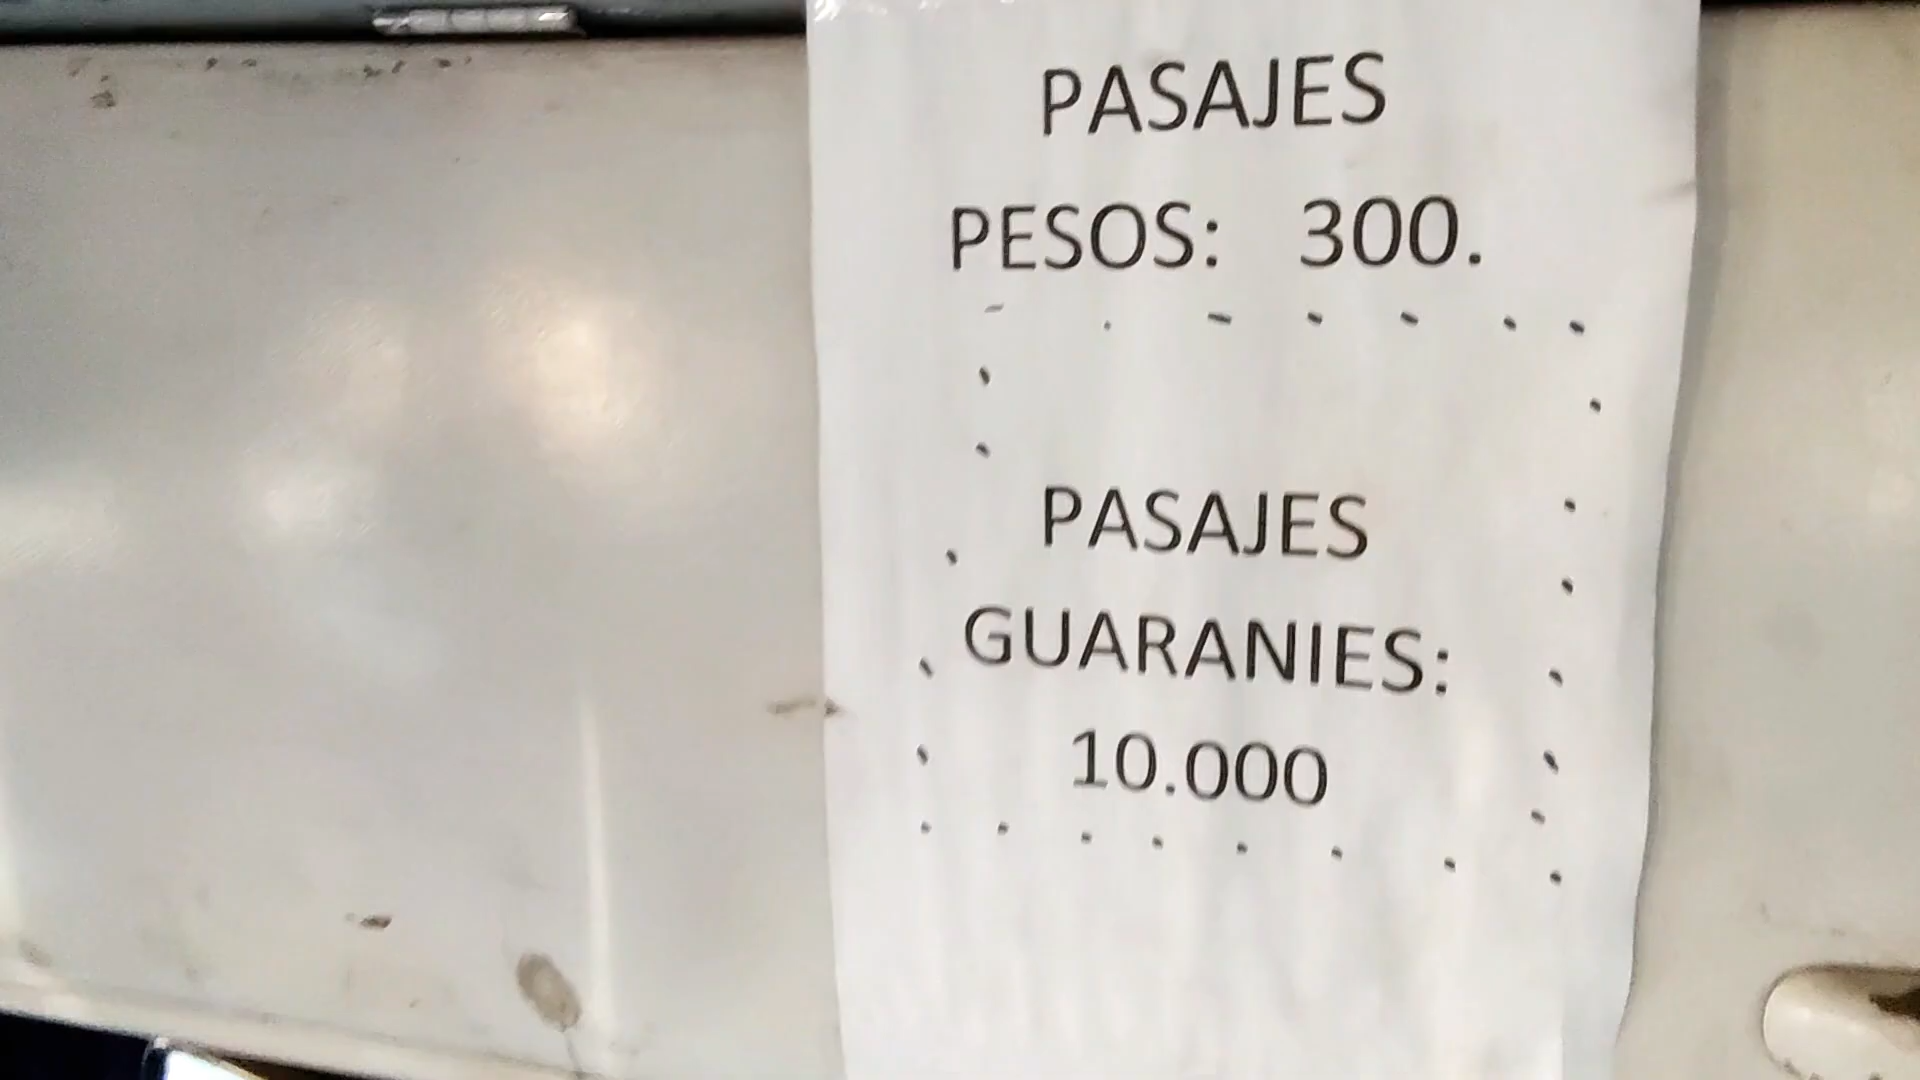 PASAJES
PESOS: 300.
PASAJES
GUARANIES:
10.000